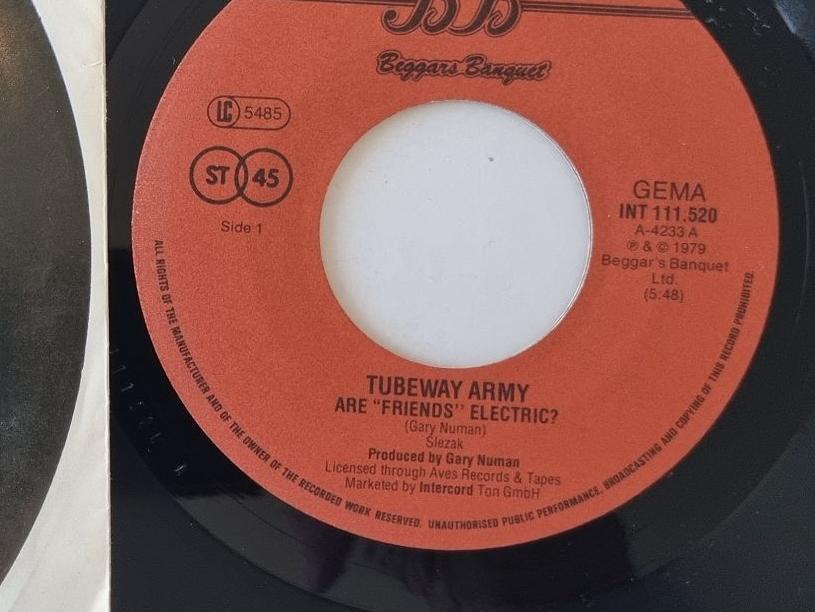 BB
Beggars Banquet
LC 5485
ST 45
Side 1
GEMA
INT 111.520
A-4233 A
℗ & © 1979
Beggar's Banquet
Ltd.
(5:48)
TUBEWAY ARMY
ARE "FRIENDS" ELECTRIC?
(Gary Numan)
Slezak
Produced by Gary Numan
Licensed through Aves Records & Tapes
Marketed by Intercord Ton GmbH
ALL RIGHTS OF THE MANUFACTURER AND OF THE OWNER OF THE RECORDED WORK RESERVED. UNAUTHORISED PUBLIC PERFORMANCE, BROADCASTING AND COPYING OF THIS RECORD PROHIBITED.